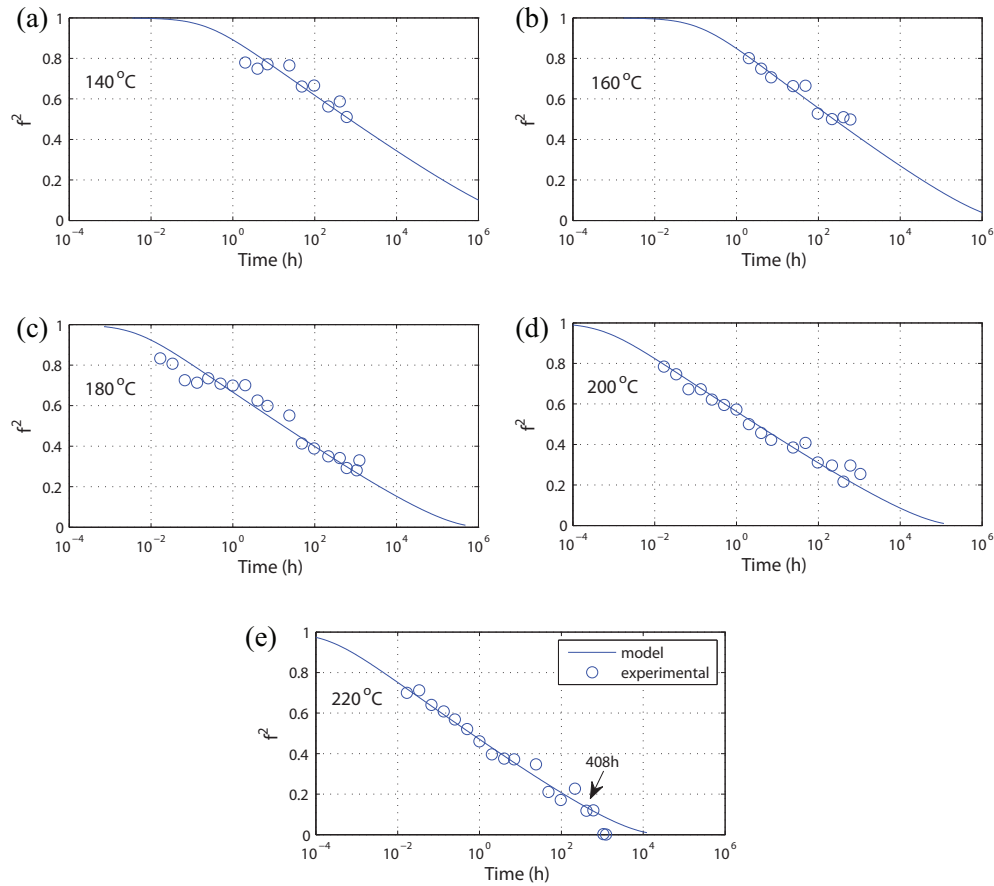 (a)
1
0.8
0.6
0.4
0.2
0
f²
140 °C
10⁻⁴ 10⁻² 10⁰ 10² 10⁴ 10⁶
Time (h)
(b)
1
0.8
0.6
0.4
0.2
0
f²
160 °C
10⁻⁴ 10⁻² 10⁰ 10² 10⁴ 10⁶
Time (h)
(c)
1
0.8
0.6
0.4
0.2
0
f²
180 °C
10⁻⁴ 10⁻² 10⁰ 10² 10⁴ 10⁶
Time (h)
(d)
1
0.8
0.6
0.4
0.2
0
f²
200 °C
10⁻⁴ 10⁻² 10⁰ 10² 10⁴ 10⁶
Time (h)
(e)
1
0.8
0.6
0.4
0.2
0
f²
220 °C
model
experimental
408h
10⁻⁴ 10⁻² 10⁰ 10² 10⁴ 10⁶
Time (h)